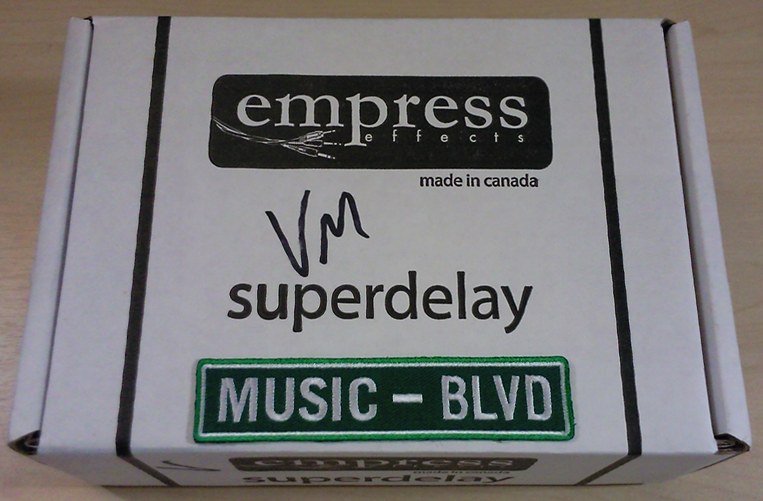 empress
effects
made in canada
VM
superdelay
MUSIC – BLVD
empress
made in canada
superdelay